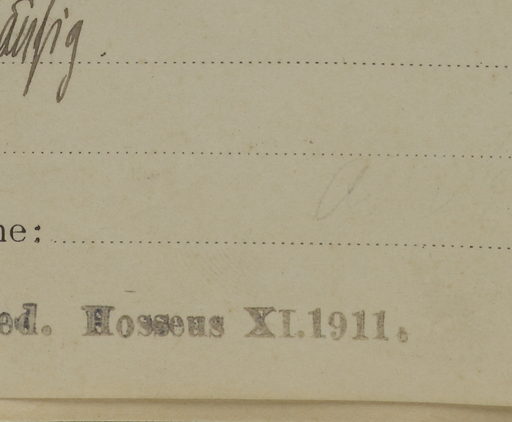 äufig.
ne:
ed. Hosseus XI.1911.